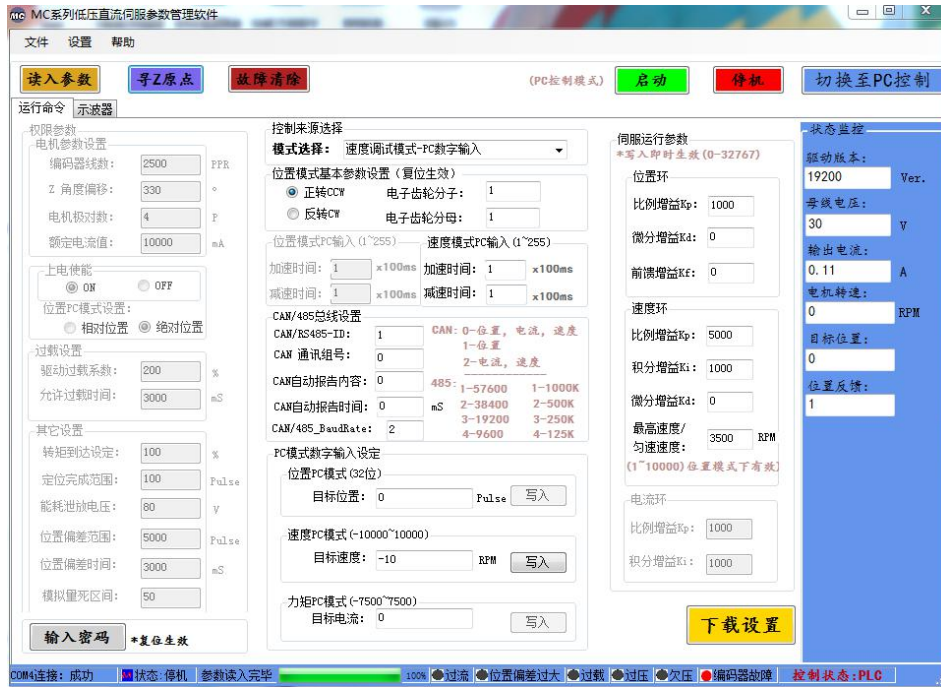 MC系列低压直流伺服参数管理软件
文件 设置 帮助
读入参数 寻Z原点 故障清除 (PC控制模式) 启动 停机 切换至PC控制
运行命令 示波器
权限参数
电机参数设置
编码器线数: 2500 PPR
Z 角度偏移: 330 °
电机极对数: 4 P
额定电流值: 10000 mA
上电使能
ON OFF
位置PC模式设置:
相对位置 绝对位置
过载设置
驱动过载系数: 200 %
允许过载时间: 3000 mS
其它设置
转矩到达设定: 100 %
定位完成范围: 100 Pulse
能耗泄放电压: 80 V
位置偏差范围: 5000 Pulse
位置偏差时间: 3000 mS
模拟量死区间: 50
输入密码 *复位生效
控制来源选择
模式选择: 速度调试模式-PC数字输入
位置模式基本参数设置(复位生效)
正转CCW 电子齿轮分子: 1
反转CW 电子齿轮分母: 1
位置模式PC输入(1~255)
加速时间: 1 x100ms
减速时间: 1 x100ms
速度模式PC输入(1~255)
加速时间: 1 x100ms
减速时间: 1 x100ms
CAN/485总线设置
CAN/RS485-ID: 1
CAN 通讯组号: 0
CAN自动报告内容: 0
CAN自动报告时间: 0 mS
CAN/485_BaudRate: 2
CAN: 0-位置, 电流, 速度
1-位置
2-电流, 速度
485: 1-57600 1-1000K
2-38400 2-500K
3-19200 3-250K
4-9600 4-125K
PC模式数字输入设定
位置PC模式(32位)
目标位置: 0 Pulse 写入
速度PC模式(-10000~10000)
目标速度: -10 RPM 写入
力矩PC模式(-7500~7500)
目标电流: 0 写入
伺服运行参数
*写入即时生效(0-32767)
位置环
比例增益Kp: 1000
微分增益Kd: 0
前馈增益Kf: 0
速度环
比例增益Kp: 5000
积分增益Ki: 1000
微分增益Kd: 0
最高速度/
匀速速度: 3500 RPM
(1~10000)位置模式下有效)
电流环
比例增益Kp: 1000
积分增益Ki: 1000
下载设置
状态监控
驱动版本:
19200 Ver.
母线电压:
30 V
输出电流:
0.11 A
电机转速:
0 RPM
目标位置:
0
位置反馈:
1
COM4连接: 成功 状态:停机 参数读入完毕 100% 过流 位置偏差过大 过载 过压 欠压 编码器故障 控制状态:PLC